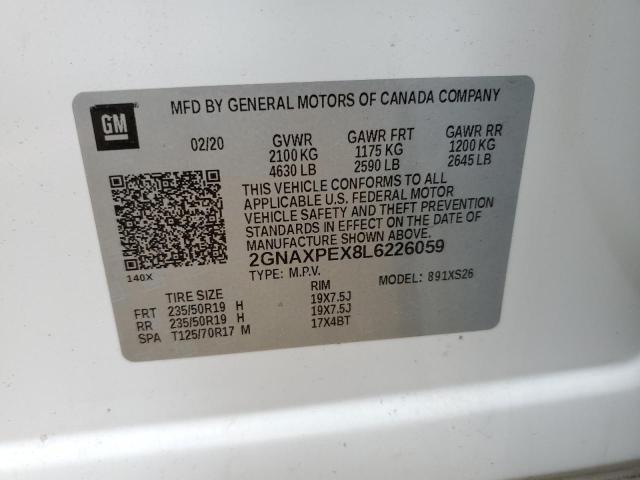 GM
MFD BY GENERAL MOTORS OF CANADA COMPANY
02/20 GVWR GAWR FRT GAWR RR
2100 KG 1175 KG 1200 KG
4630 LB 2590 LB 2645 LB
THIS VEHICLE CONFORMS TO ALL
APPLICABLE U.S. FEDERAL MOTOR
VEHICLE SAFETY AND THEFT PREVENTION
STANDARDS IN EFFECT ON THE DATE OF
MANUFACTURE SHOWN ABOVE.
2GNAXPEX8L6226059
140X
TYPE: M.P.V. MODEL: 891XS26
TIRE SIZE RIM
FRT 235/50R19 H 19X7.5J
RR 235/50R19 H 19X7.5J
SPA T125/70R17 M 17X4BT